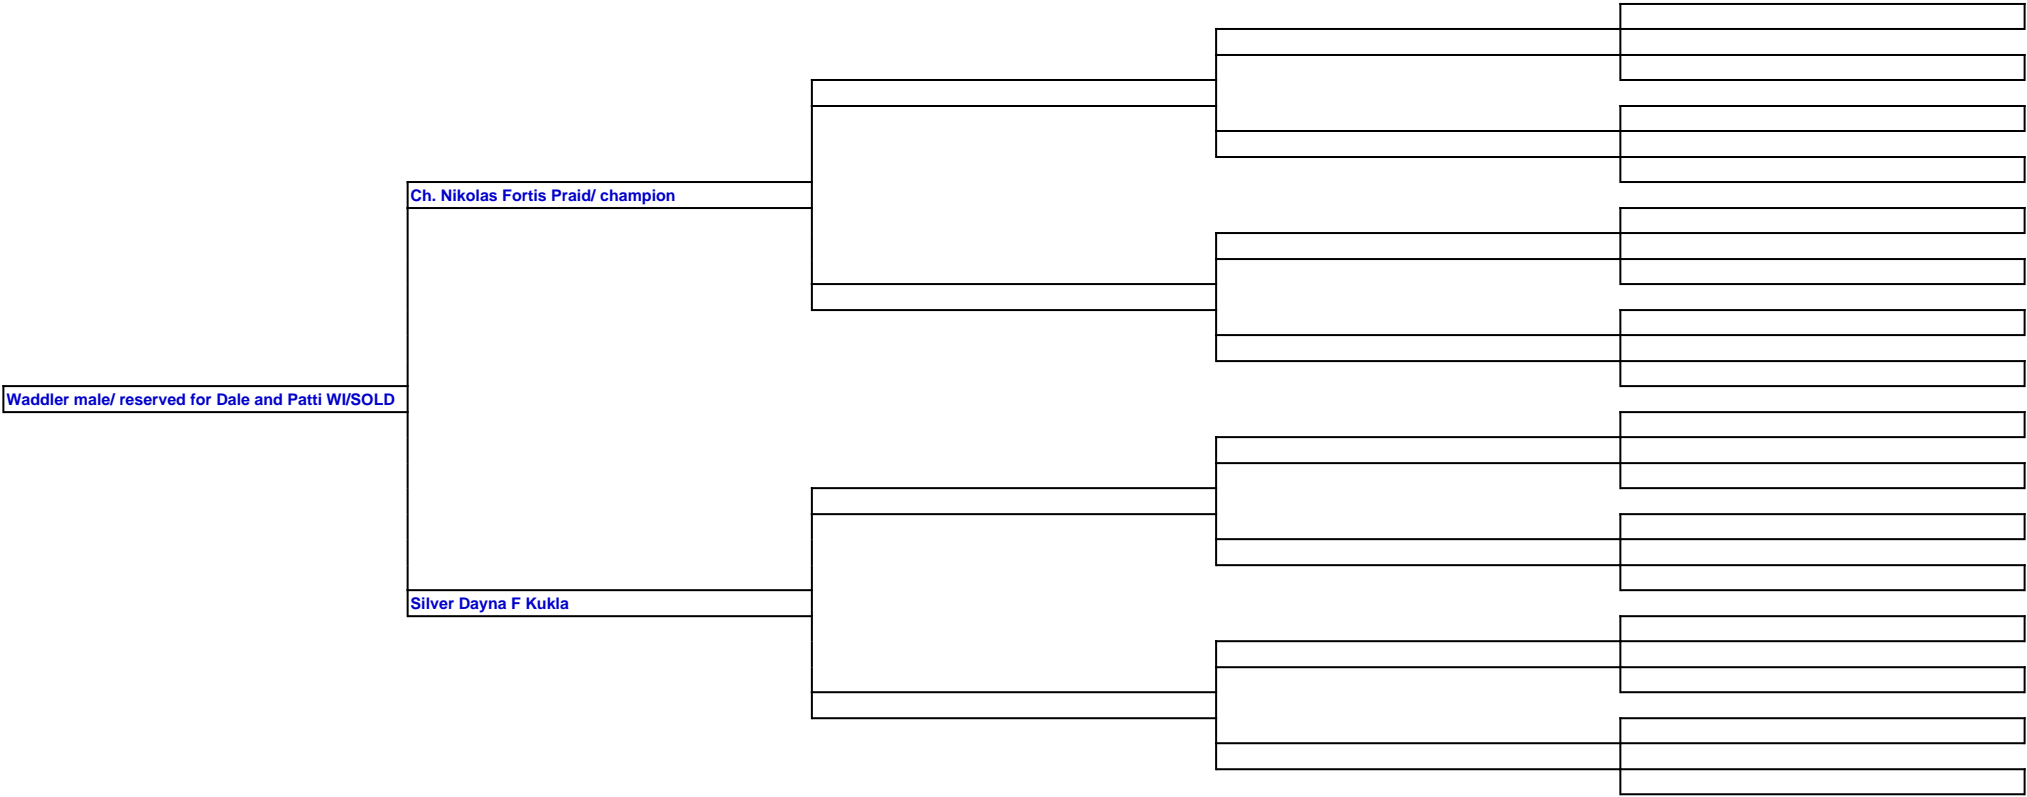 Ch. Nikolas Fortis Praid/ champion
Waddler male/ reserved for Dale and Patti WI/SOLD
Silver Dayna F Kukla